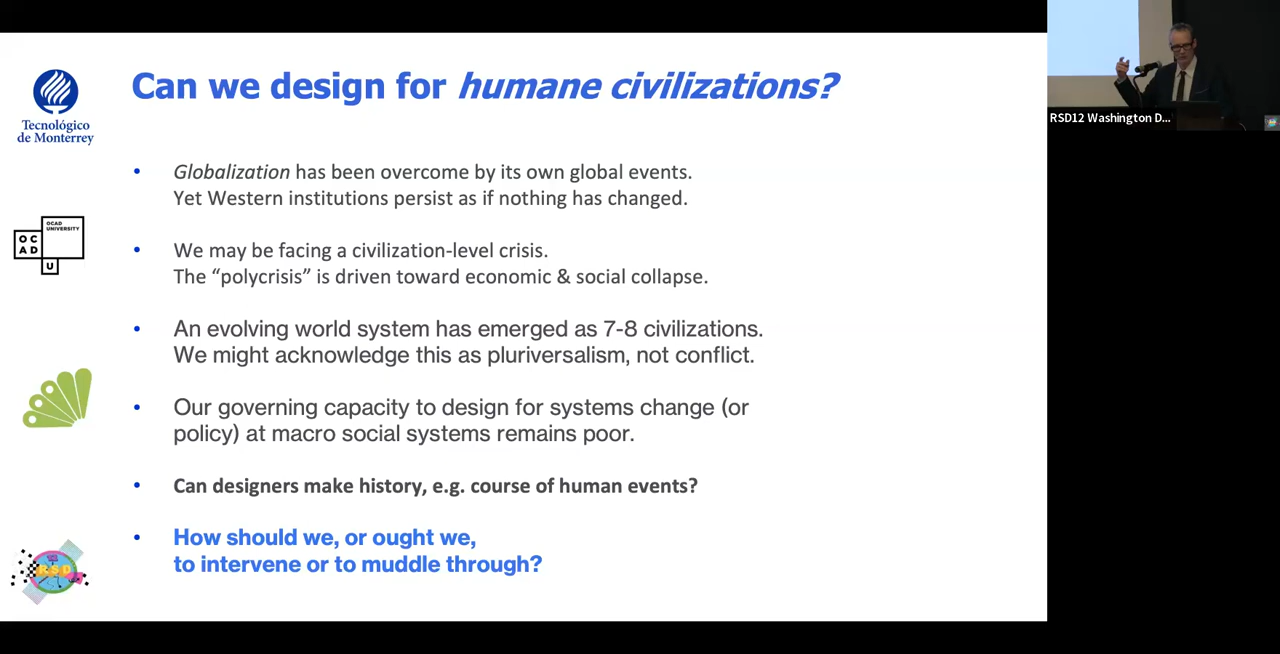 Can we design for humane civilizations?
Tecnológico
de Monterrey
• Globalization has been overcome by its own global events.
Yet Western institutions persist as if nothing has changed.
OCAD
UNIVERSITY
OC
AD
U
• We may be facing a civilization-level crisis.
The “polycrisis” is driven toward economic & social collapse.
• An evolving world system has emerged as 7-8 civilizations.
We might acknowledge this as pluriversalism, not conflict.
• Our governing capacity to design for systems change (or
policy) at macro social systems remains poor.
• Can designers make history, e.g. course of human events?
• How should we, or ought we,
to intervene or to muddle through?
RSD
RSD12 Washington D...